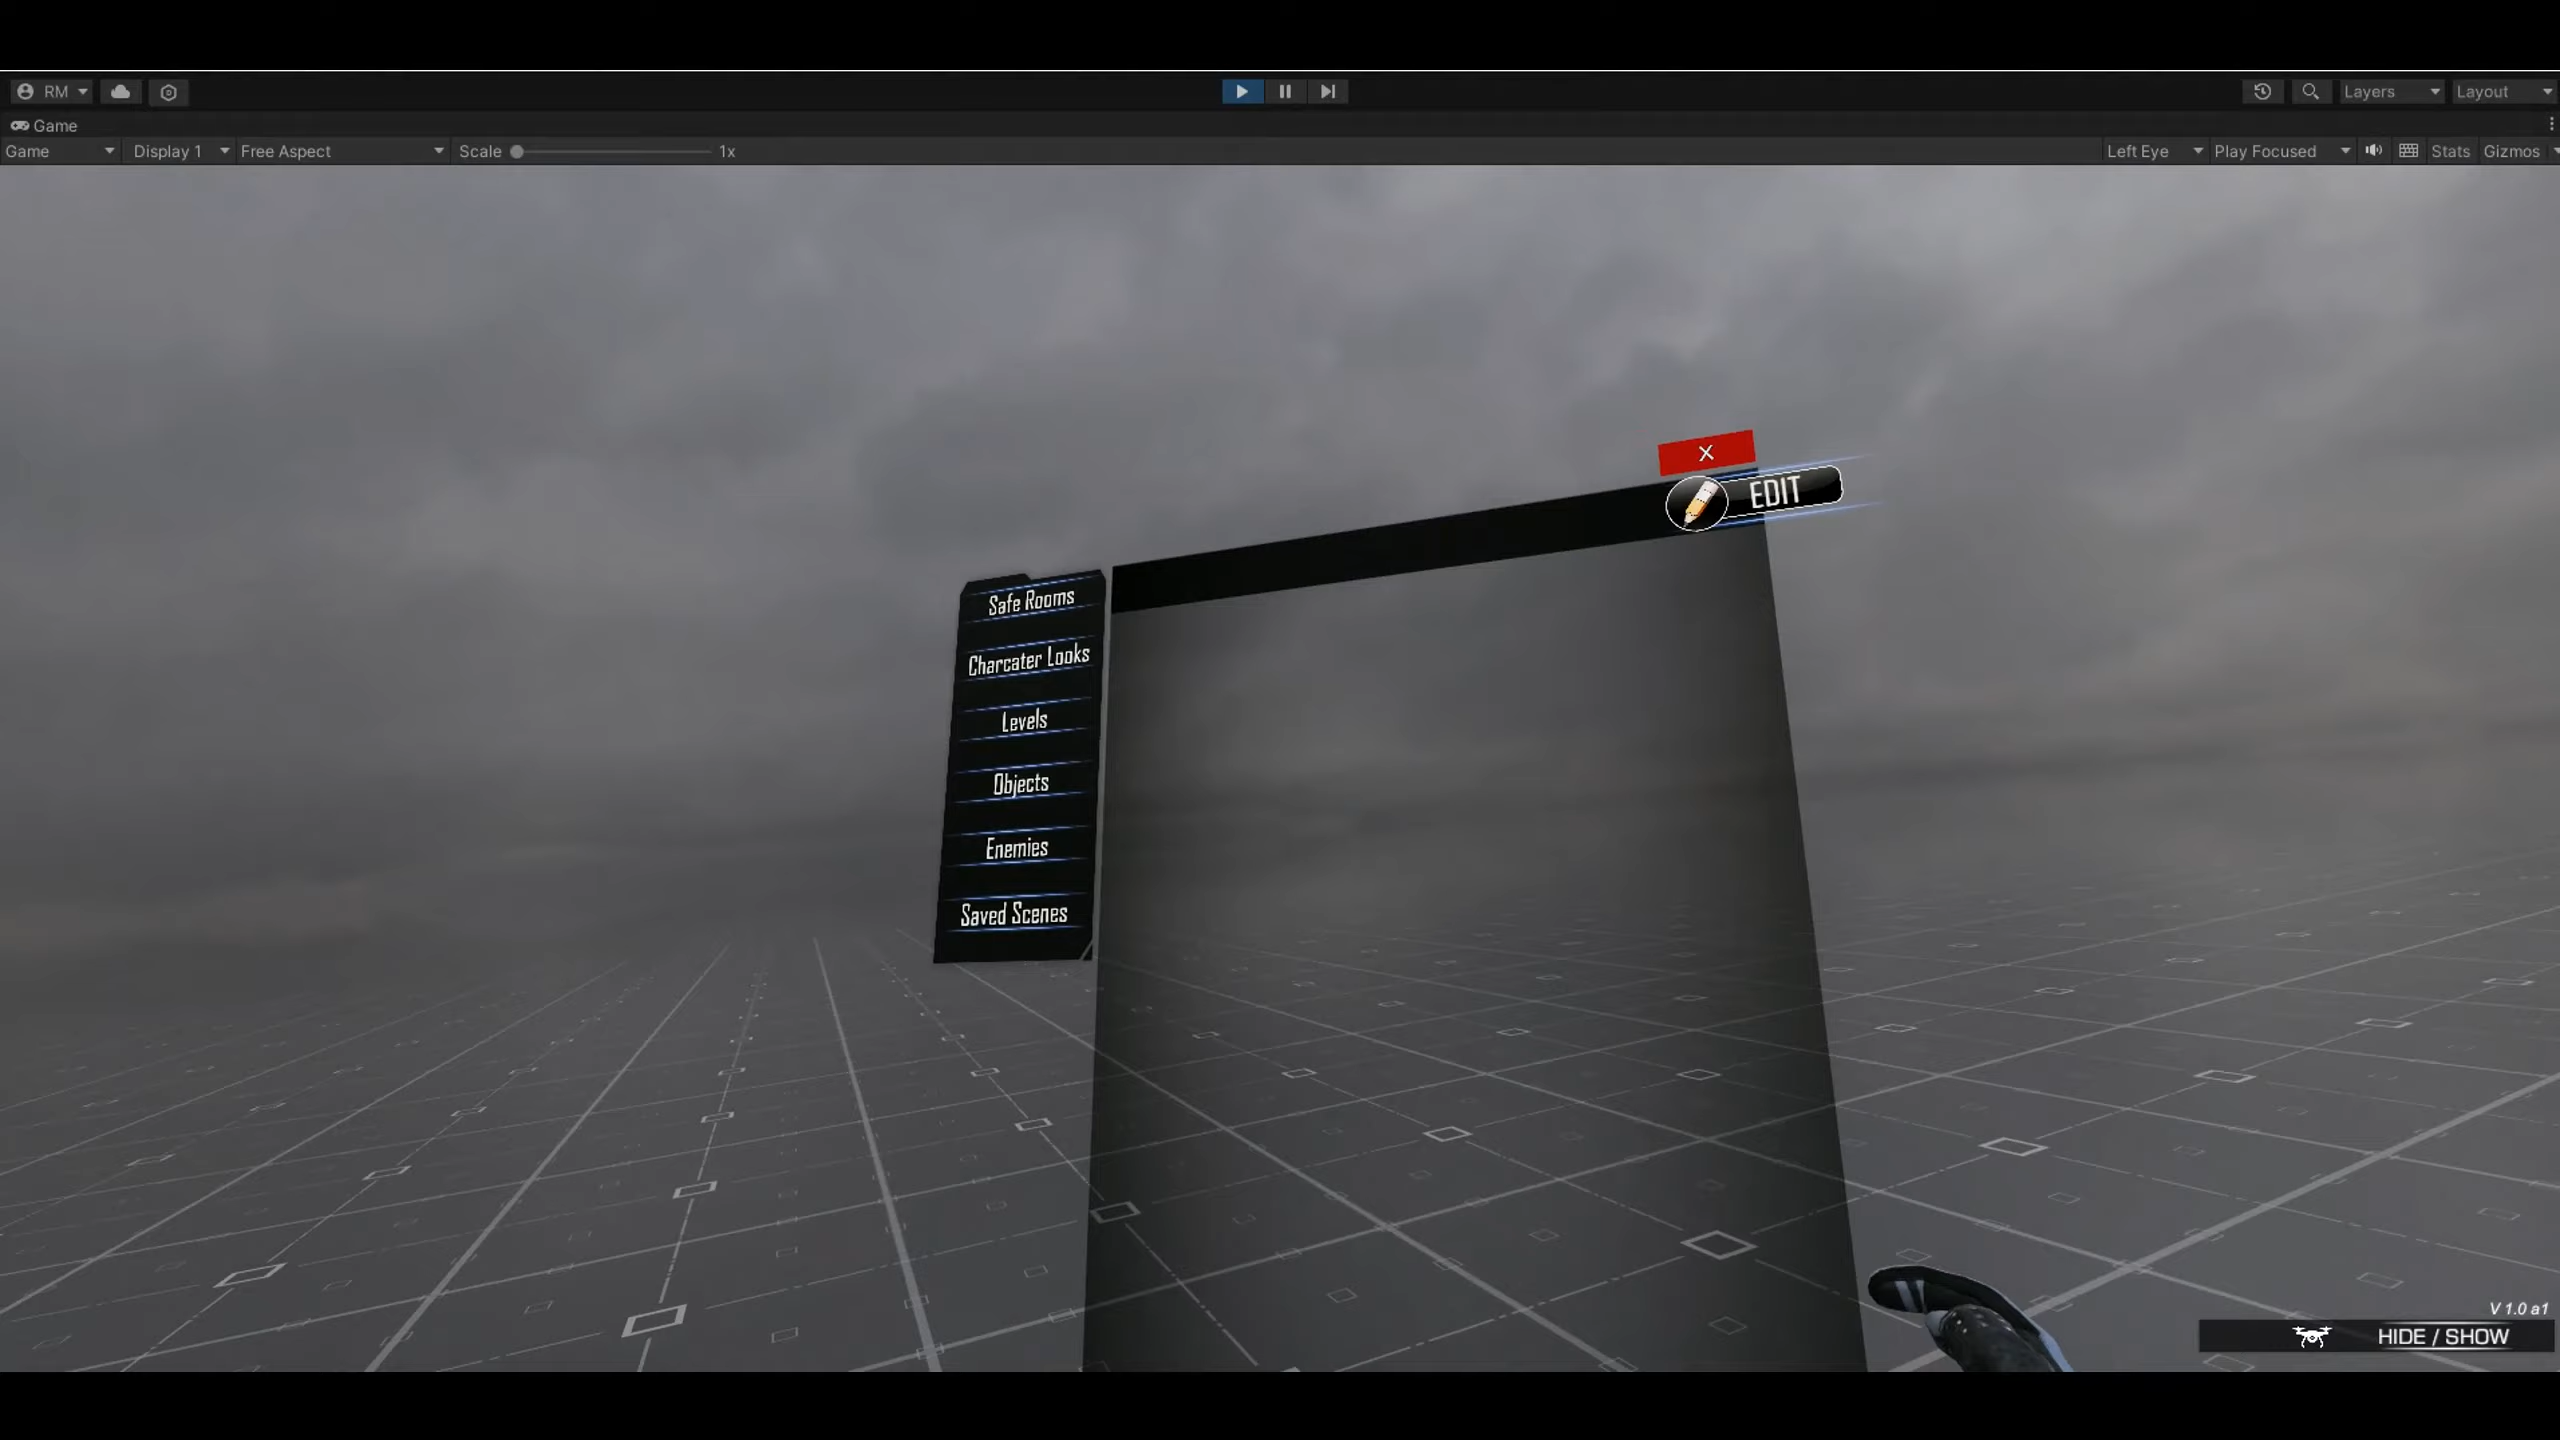 RM
Layers
Layout
Game
Game
Display 1
Free Aspect
Scale
1x
Left Eye
Play Focused
Stats
Gizmos
X
EDIT
Safe Rooms
Charcater Looks
Levels
Objects
Enemies
Saved Scenes
V 1.0 a1
HIDE / SHOW